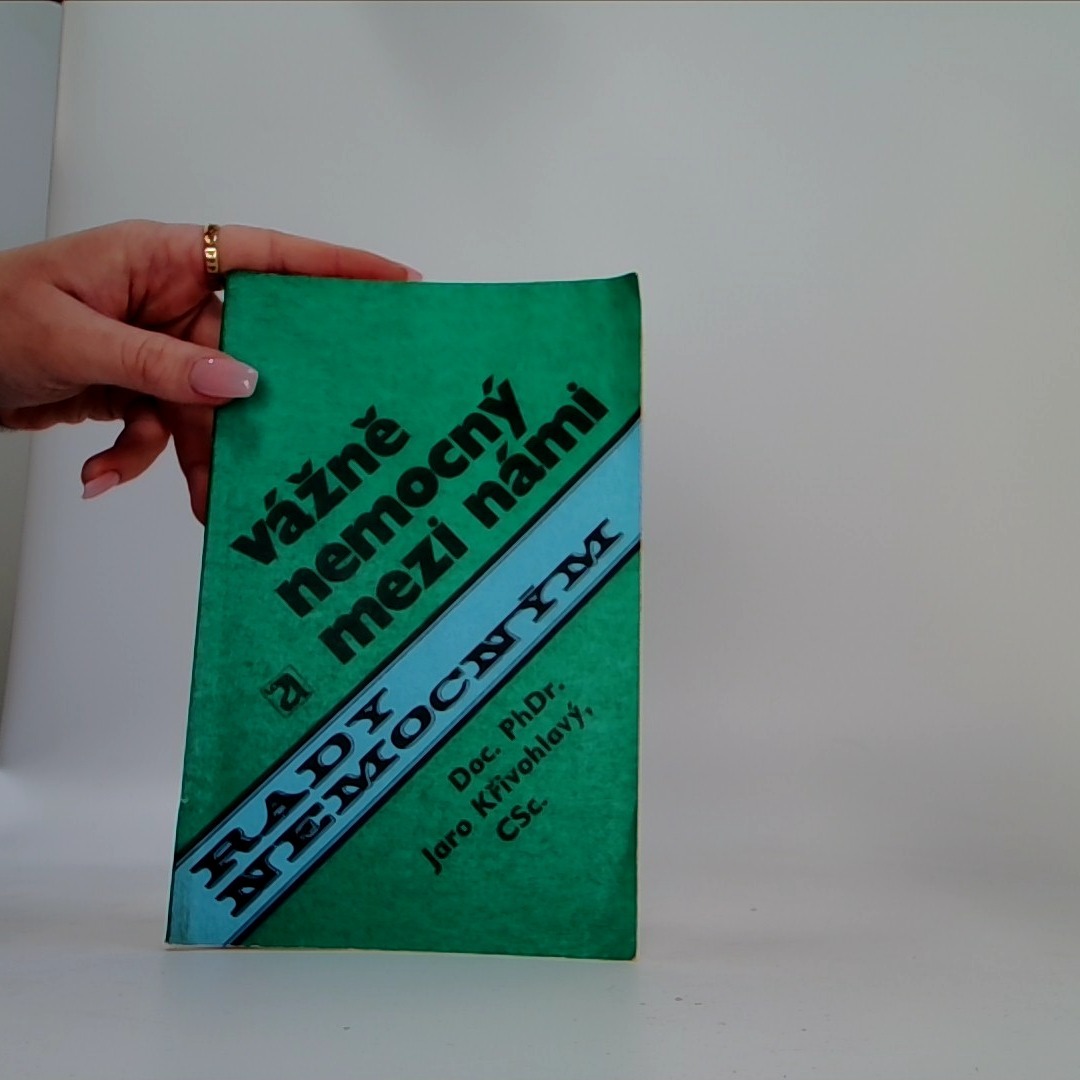 vážně
nemocný
mezi námi
RADY
NEMOCNÝM
Doc. PhDr.
Jaro Křivohlavý,
CSc.